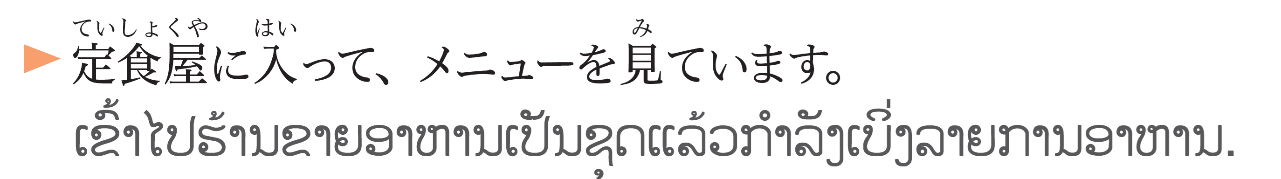 ていしょくや はい み
定食屋に入って、メニューを見ています。
ເຂົ້າໄປຮ້ານຂາຍອາຫານເປັນຊຸດແລ້ວກຳລັງເບິ່ງລາຍການອາຫານ.